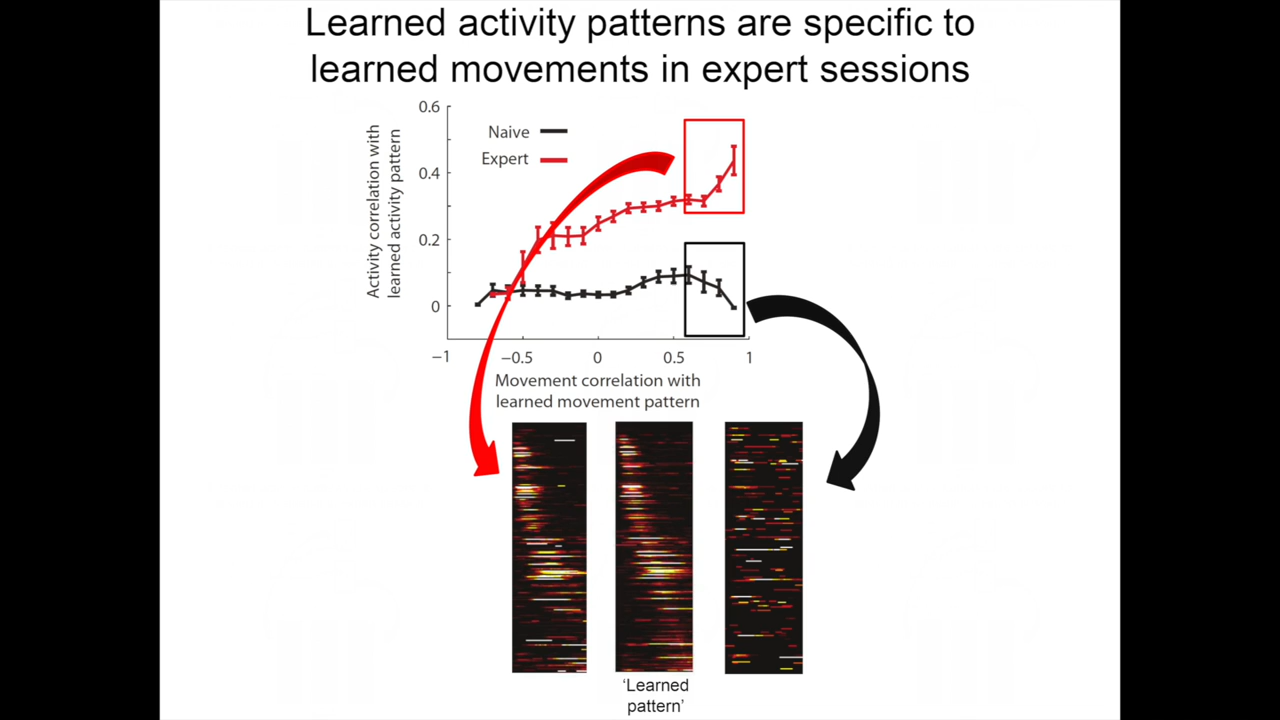 Learned activity patterns are specific to
learned movements in expert sessions
Activity correlation with
learned activity pattern
0.6
0.4
0.2
0
Naive
Expert
−1
−0.5
0
0.5
1
Movement correlation with
learned movement pattern
‘Learned
pattern’